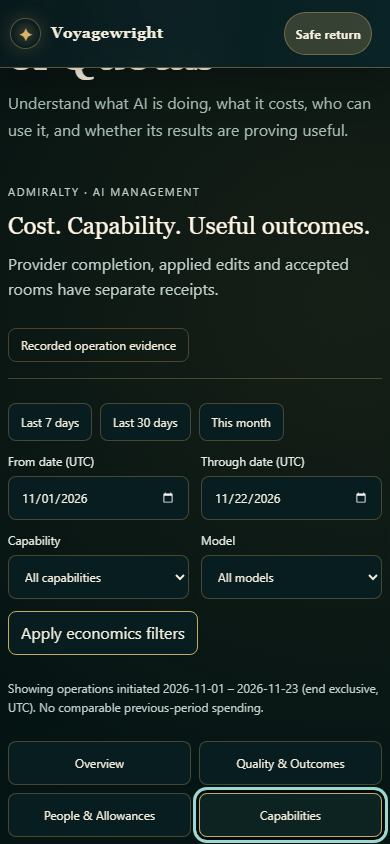 Voyagewright
Safe return
Understand what AI is doing, what it costs, who can
use it, and whether its results are proving useful.
ADMIRALTY · AI MANAGEMENT
Cost. Capability. Useful outcomes.
Provider completion, applied edits and accepted
rooms have separate receipts.
Recorded operation evidence
Last 7 days
Last 30 days
This month
From date (UTC)
Through date (UTC)
11/01/2026
11/22/2026
Capability
Model
All capabilities
All models
Apply economics filters
Showing operations initiated 2026-11-01 – 2026-11-23 (end exclusive,
UTC). No comparable previous-period spending.
Overview
Quality & Outcomes
People & Allowances
Capabilities